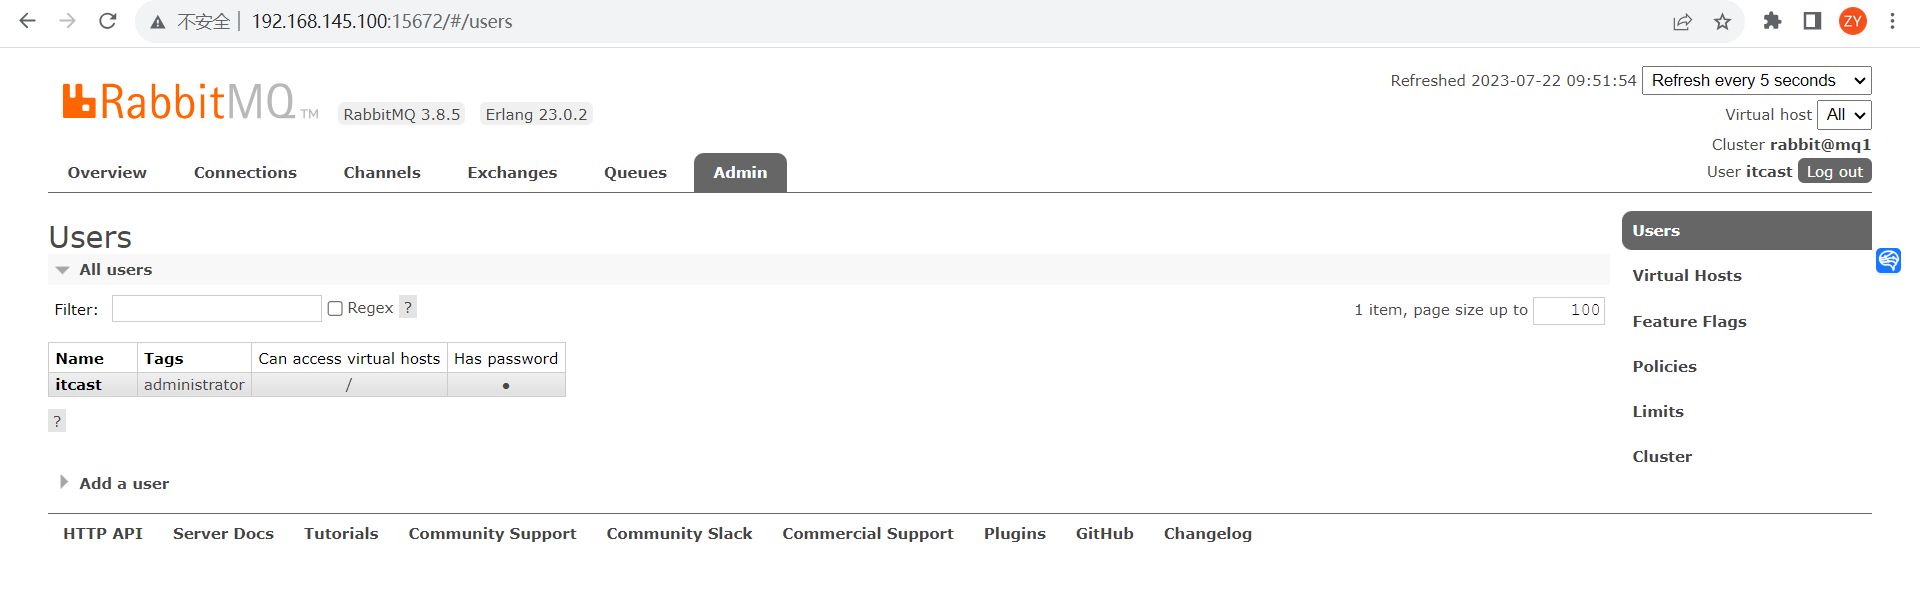 不安全 192.168.145.100:15672/#/users
ZY
RabbitMQ TM RabbitMQ 3.8.5 Erlang 23.0.2
Refreshed 2023-07-22 09:51:54 Refresh every 5 seconds
Virtual host All
Cluster rabbit@mq1
User itcast Log out
Overview Connections Channels Exchanges Queues Admin
Users
All users
Filter: Regex ?
1 item, page size up to 100
Name Tags Can access virtual hosts Has password
itcast administrator / ●
?
Add a user
Users
Virtual Hosts
Feature Flags
Policies
Limits
Cluster
HTTP API Server Docs Tutorials Community Support Community Slack Commercial Support Plugins GitHub Changelog